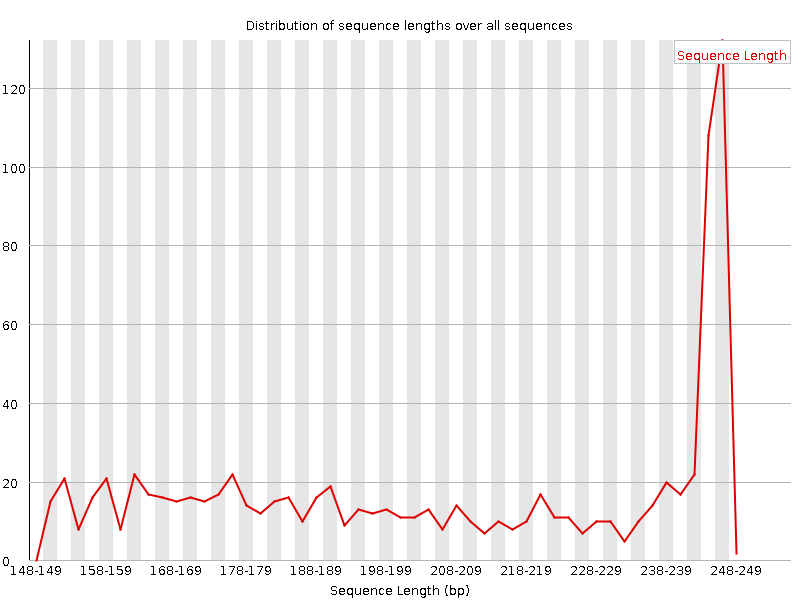 Distribution of sequence lengths over all sequences
Sequence Length
120
100
80
60
40
20
0
148-149 158-159 168-169 178-179 188-189 198-199 208-209 218-219 228-229 238-239 248-249
Sequence Length (bp)